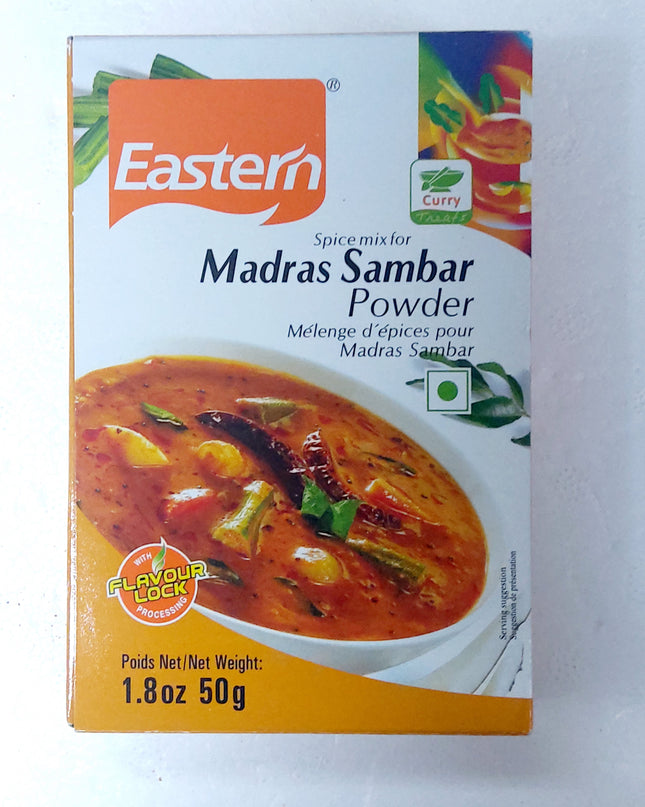 Eastern®
Curry
Treats
Spice mix for
Madras Sambar
Powder
Mélenge d´épices pour
Madras Sambar
WITH
FLAVOUR
LOCK
PROCESSING
Serving suggestion
Suggestion de présentation
Poids Net/Net Weight:
1.8oz 50g